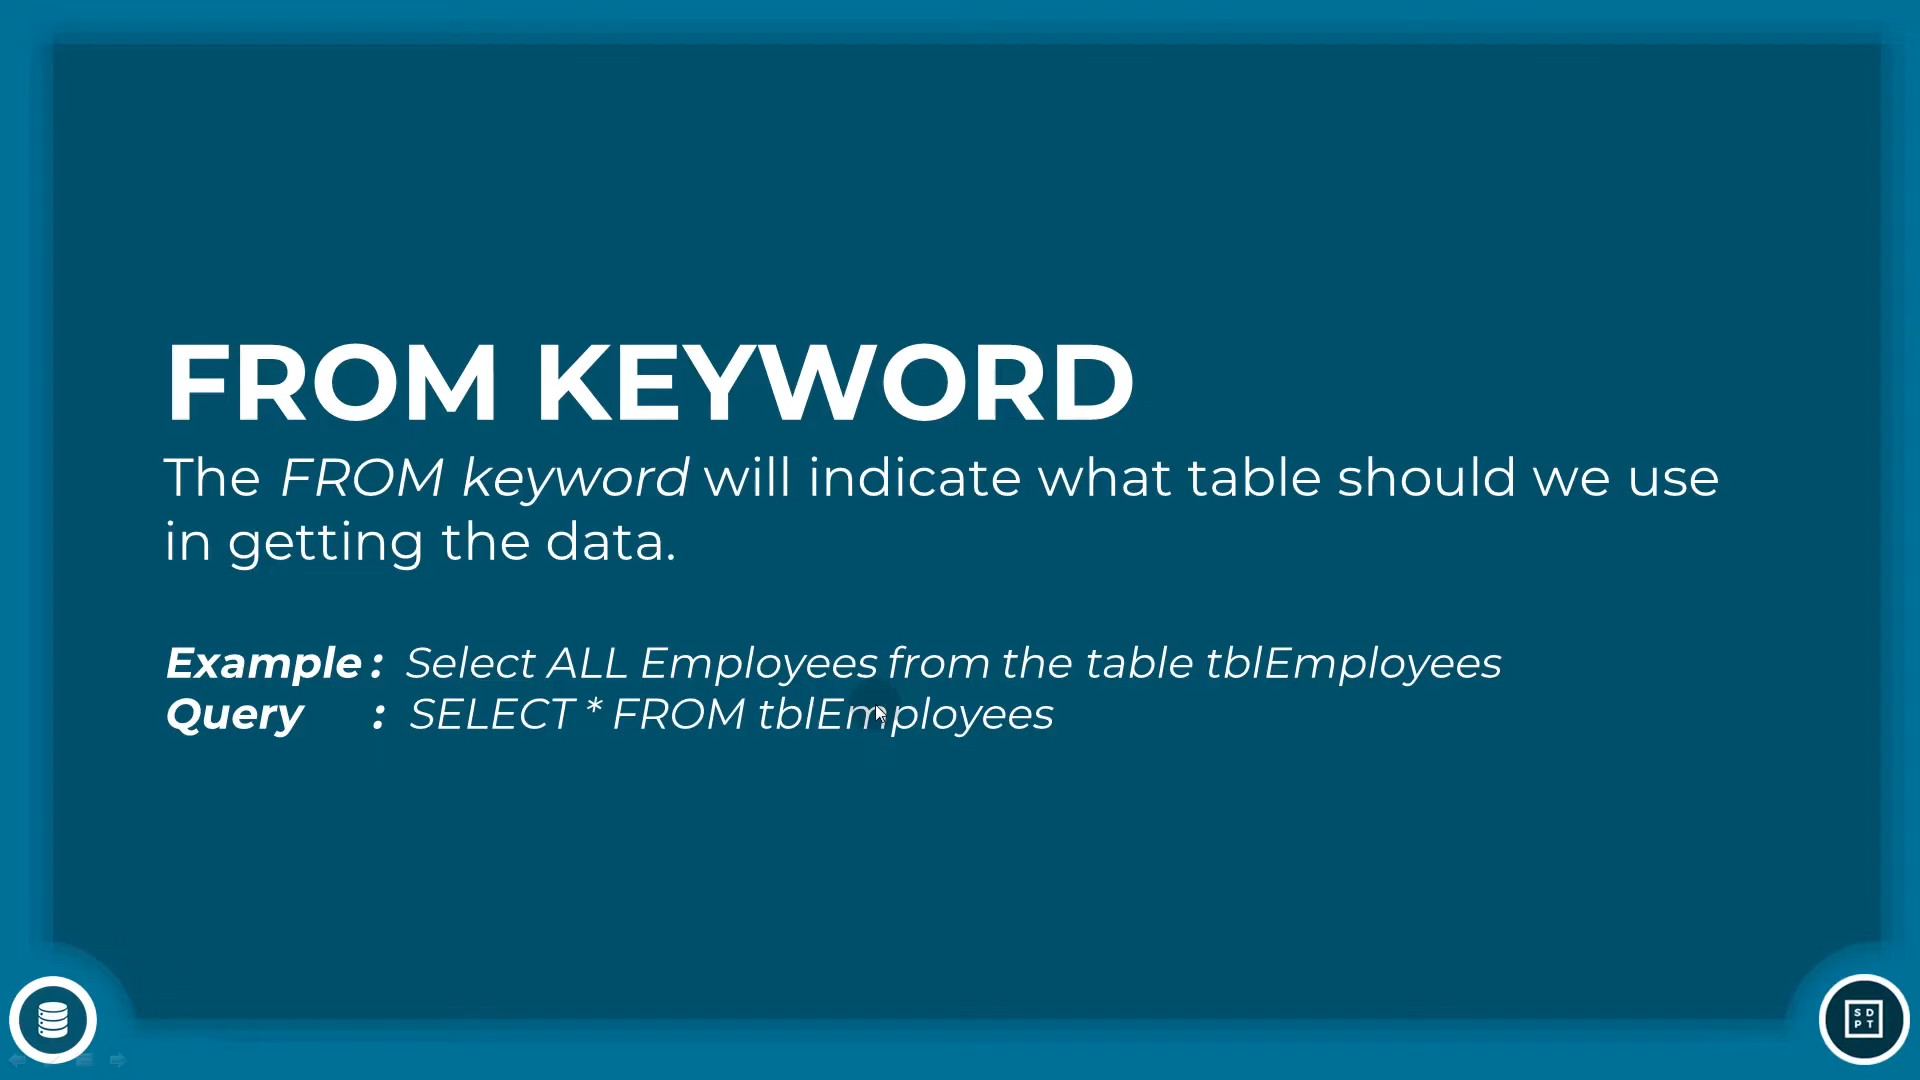 FROM KEYWORD
The FROM keyword will indicate what table should we use
in getting the data.
Example : Select ALL Employees from the table tblEmployees
Query : SELECT * FROM tblEmployees
S D
P T